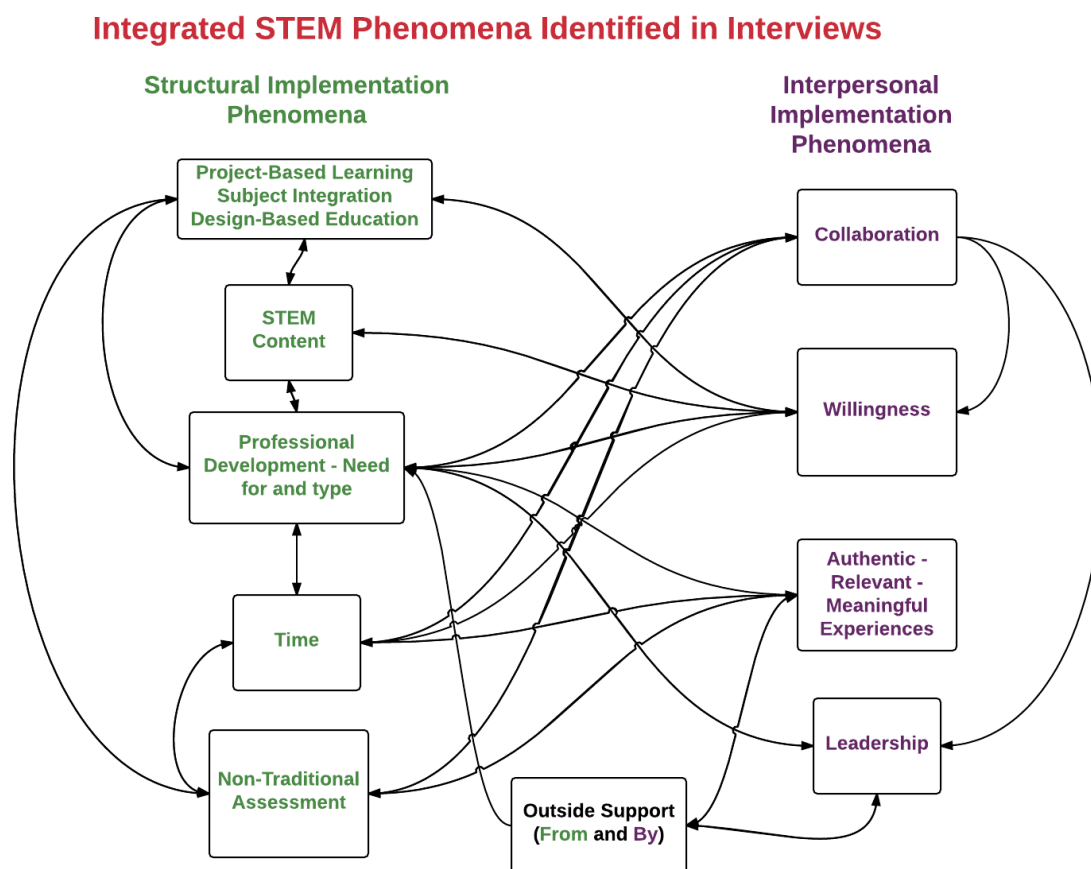 Integrated STEM Phenomena Identified in Interviews
Structural Implementation
Phenomena
Project-Based Learning
Subject Integration
Design-Based Education
STEM
Content
Professional
Development - Need
for and type
Time
Non-Traditional
Assessment
Interpersonal
Implementation
Phenomena
Collaboration
Willingness
Authentic -
Relevant -
Meaningful
Experiences
Leadership
Outside Support
(From and By)